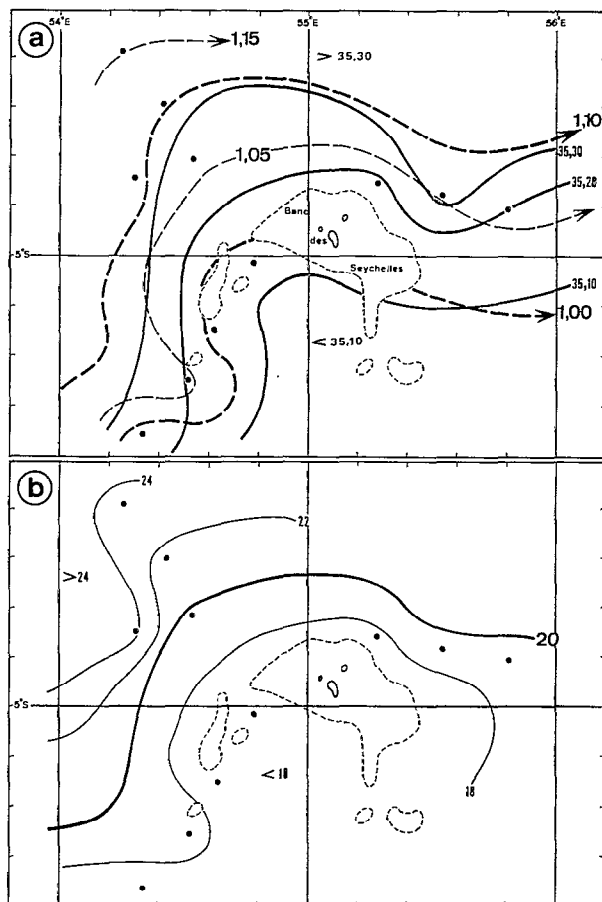 54°E
55°E
56°E
a
1,15
> 35,30
1,10
1,05
35,30
35,28
Banc
des
5°S
Seychelles
35,10
1,00
< 35,10
b
24
22
> 24
20
5°S
< 18
18